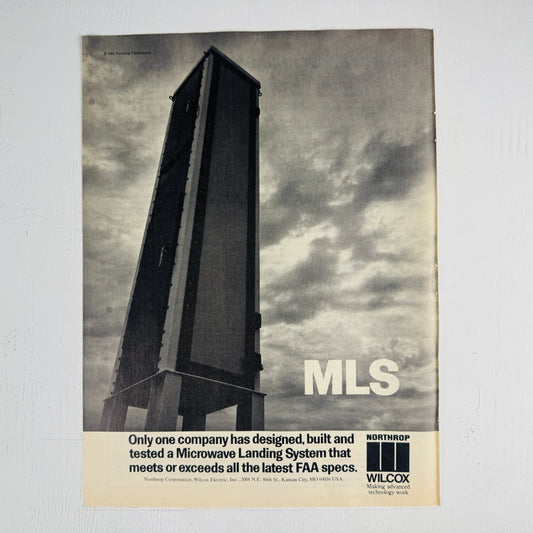 MLS
Only one company has designed, built and
tested a Microwave Landing System that
meets or exceeds all the latest FAA specs.
Northrop Corporation, Wilcox Electric, Inc., 2001 N.E. 46th St., Kansas City, MO 64116 USA
NORTHROP
WILCOX
Making advanced
technology work